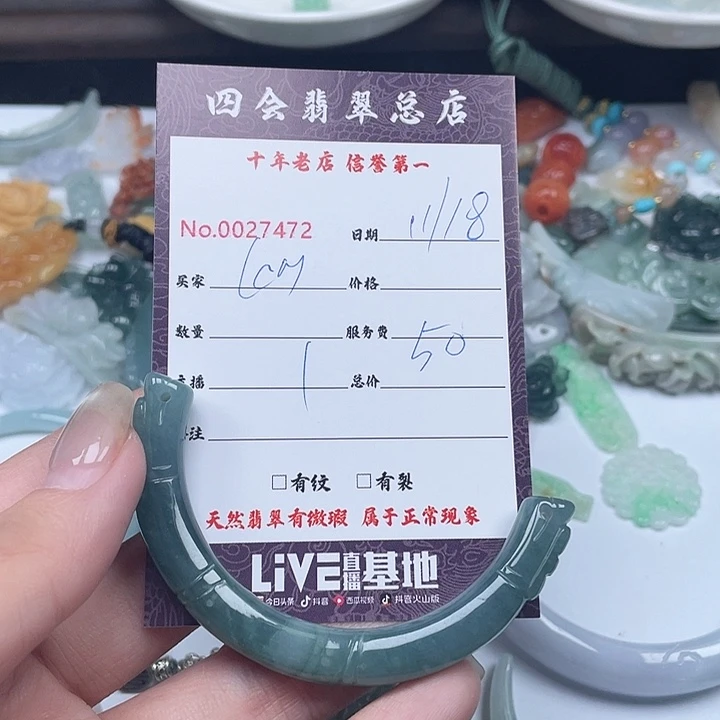 四会翡翠总店
十年老店 信誉第一
No.0027472 日期 11/18
买家 价格
数量 服务费 50
播 1 总价
注
□有纹 □有裂
天然翡翠有微瑕 属于正常现象
LiVE直播基地
今日头条 抖音 西瓜视频 抖音火山版